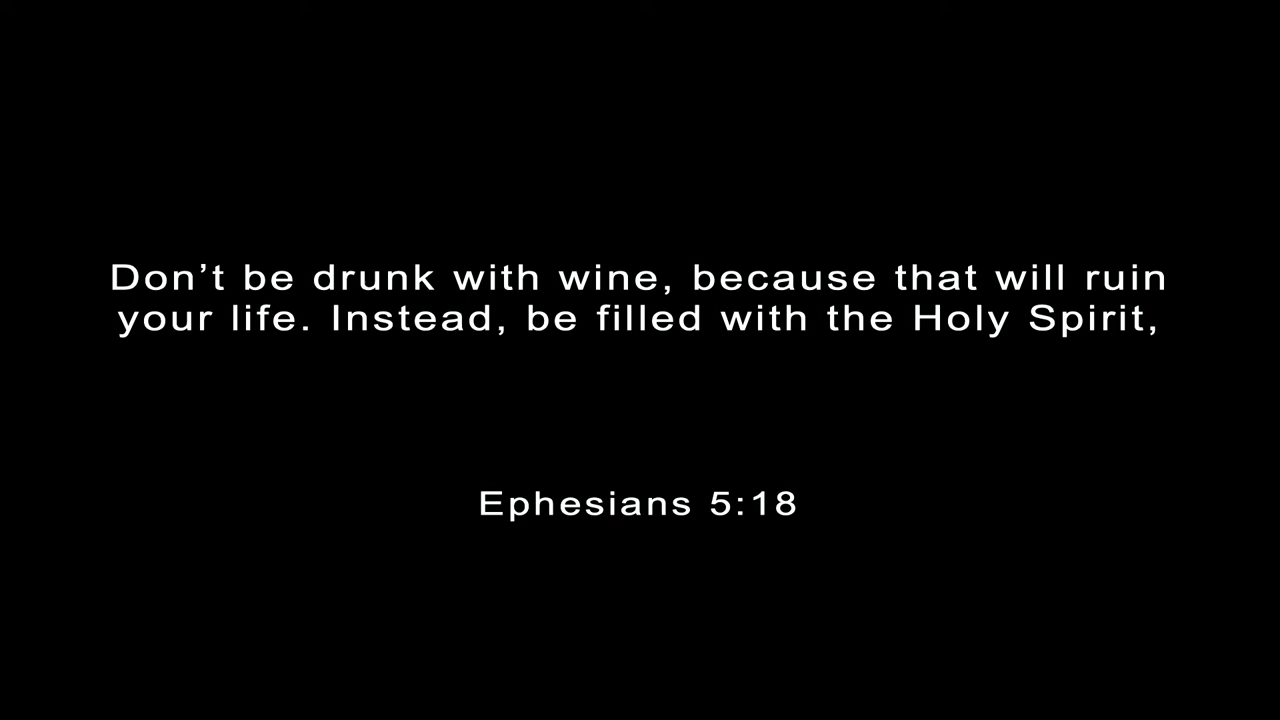 Don’t be drunk with wine, because that will ruin
your life. Instead, be filled with the Holy Spirit,
Ephesians 5:18